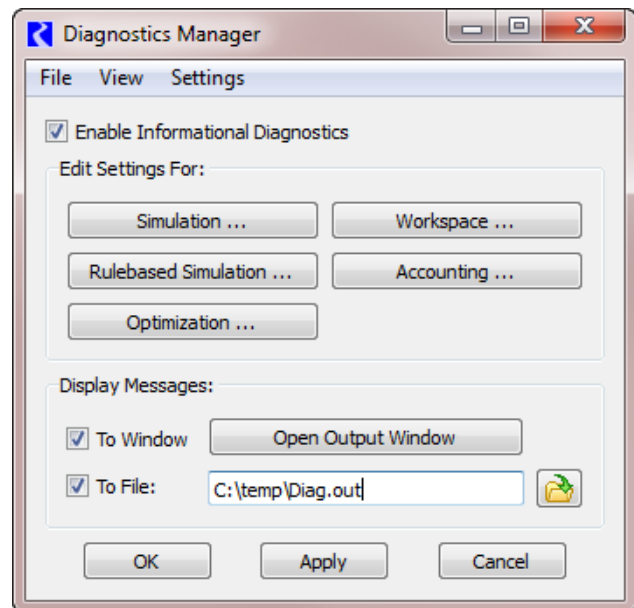 Diagnostics Manager
File View Settings
Enable Informational Diagnostics
Edit Settings For:
Simulation ... Workspace ...
Rulebased Simulation ... Accounting ...
Optimization ...
Display Messages:
To Window Open Output Window
To File: C:\temp\Diag.out
OK Apply Cancel